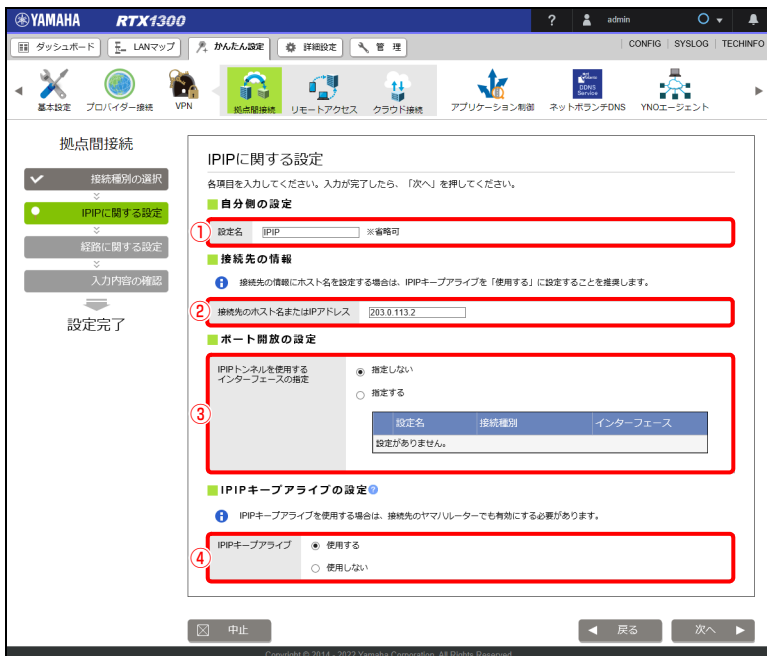 YAMAHA RTX1300 ? admin
ダッシュボード LANマップ かんたん設定 詳細設定 管 理 CONFIG SYSLOG TECHINFO
基本設定 プロバイダー接続 VPN 拠点間接続 リモートアクセス クラウド接続 アプリケーション制御 DDNS Service ネットボランチDNS YNOエージェント
拠点間接続
接続種別の選択
IPIPに関する設定
経路に関する設定
入力内容の確認
設定完了
IPIPに関する設定
各項目を入力してください。入力が完了したら、「次へ」を押してください。
自分側の設定
① 設定名 IPIP ※省略可
接続先の情報
接続先の情報にホスト名を設定する場合は、IPIPキープアライブを「使用する」に設定することを推奨します。
② 接続先のホスト名またはIPアドレス 203.0.113.2
ポート開放の設定
③ IPIPトンネルを使用する
インターフェースの指定
指定しない
指定する
設定名 接続種別 インターフェース
設定がありません。
IPIPキープアライブの設定?
IPIPキープアライブを使用する場合は、接続先のヤマハルーターでも有効にする必要があります。
④ IPIPキープアライブ 使用する
使用しない
中止 戻る 次へ
Copyright © 2014 - 2022 Yamaha Corporation. All Rights Reserved.